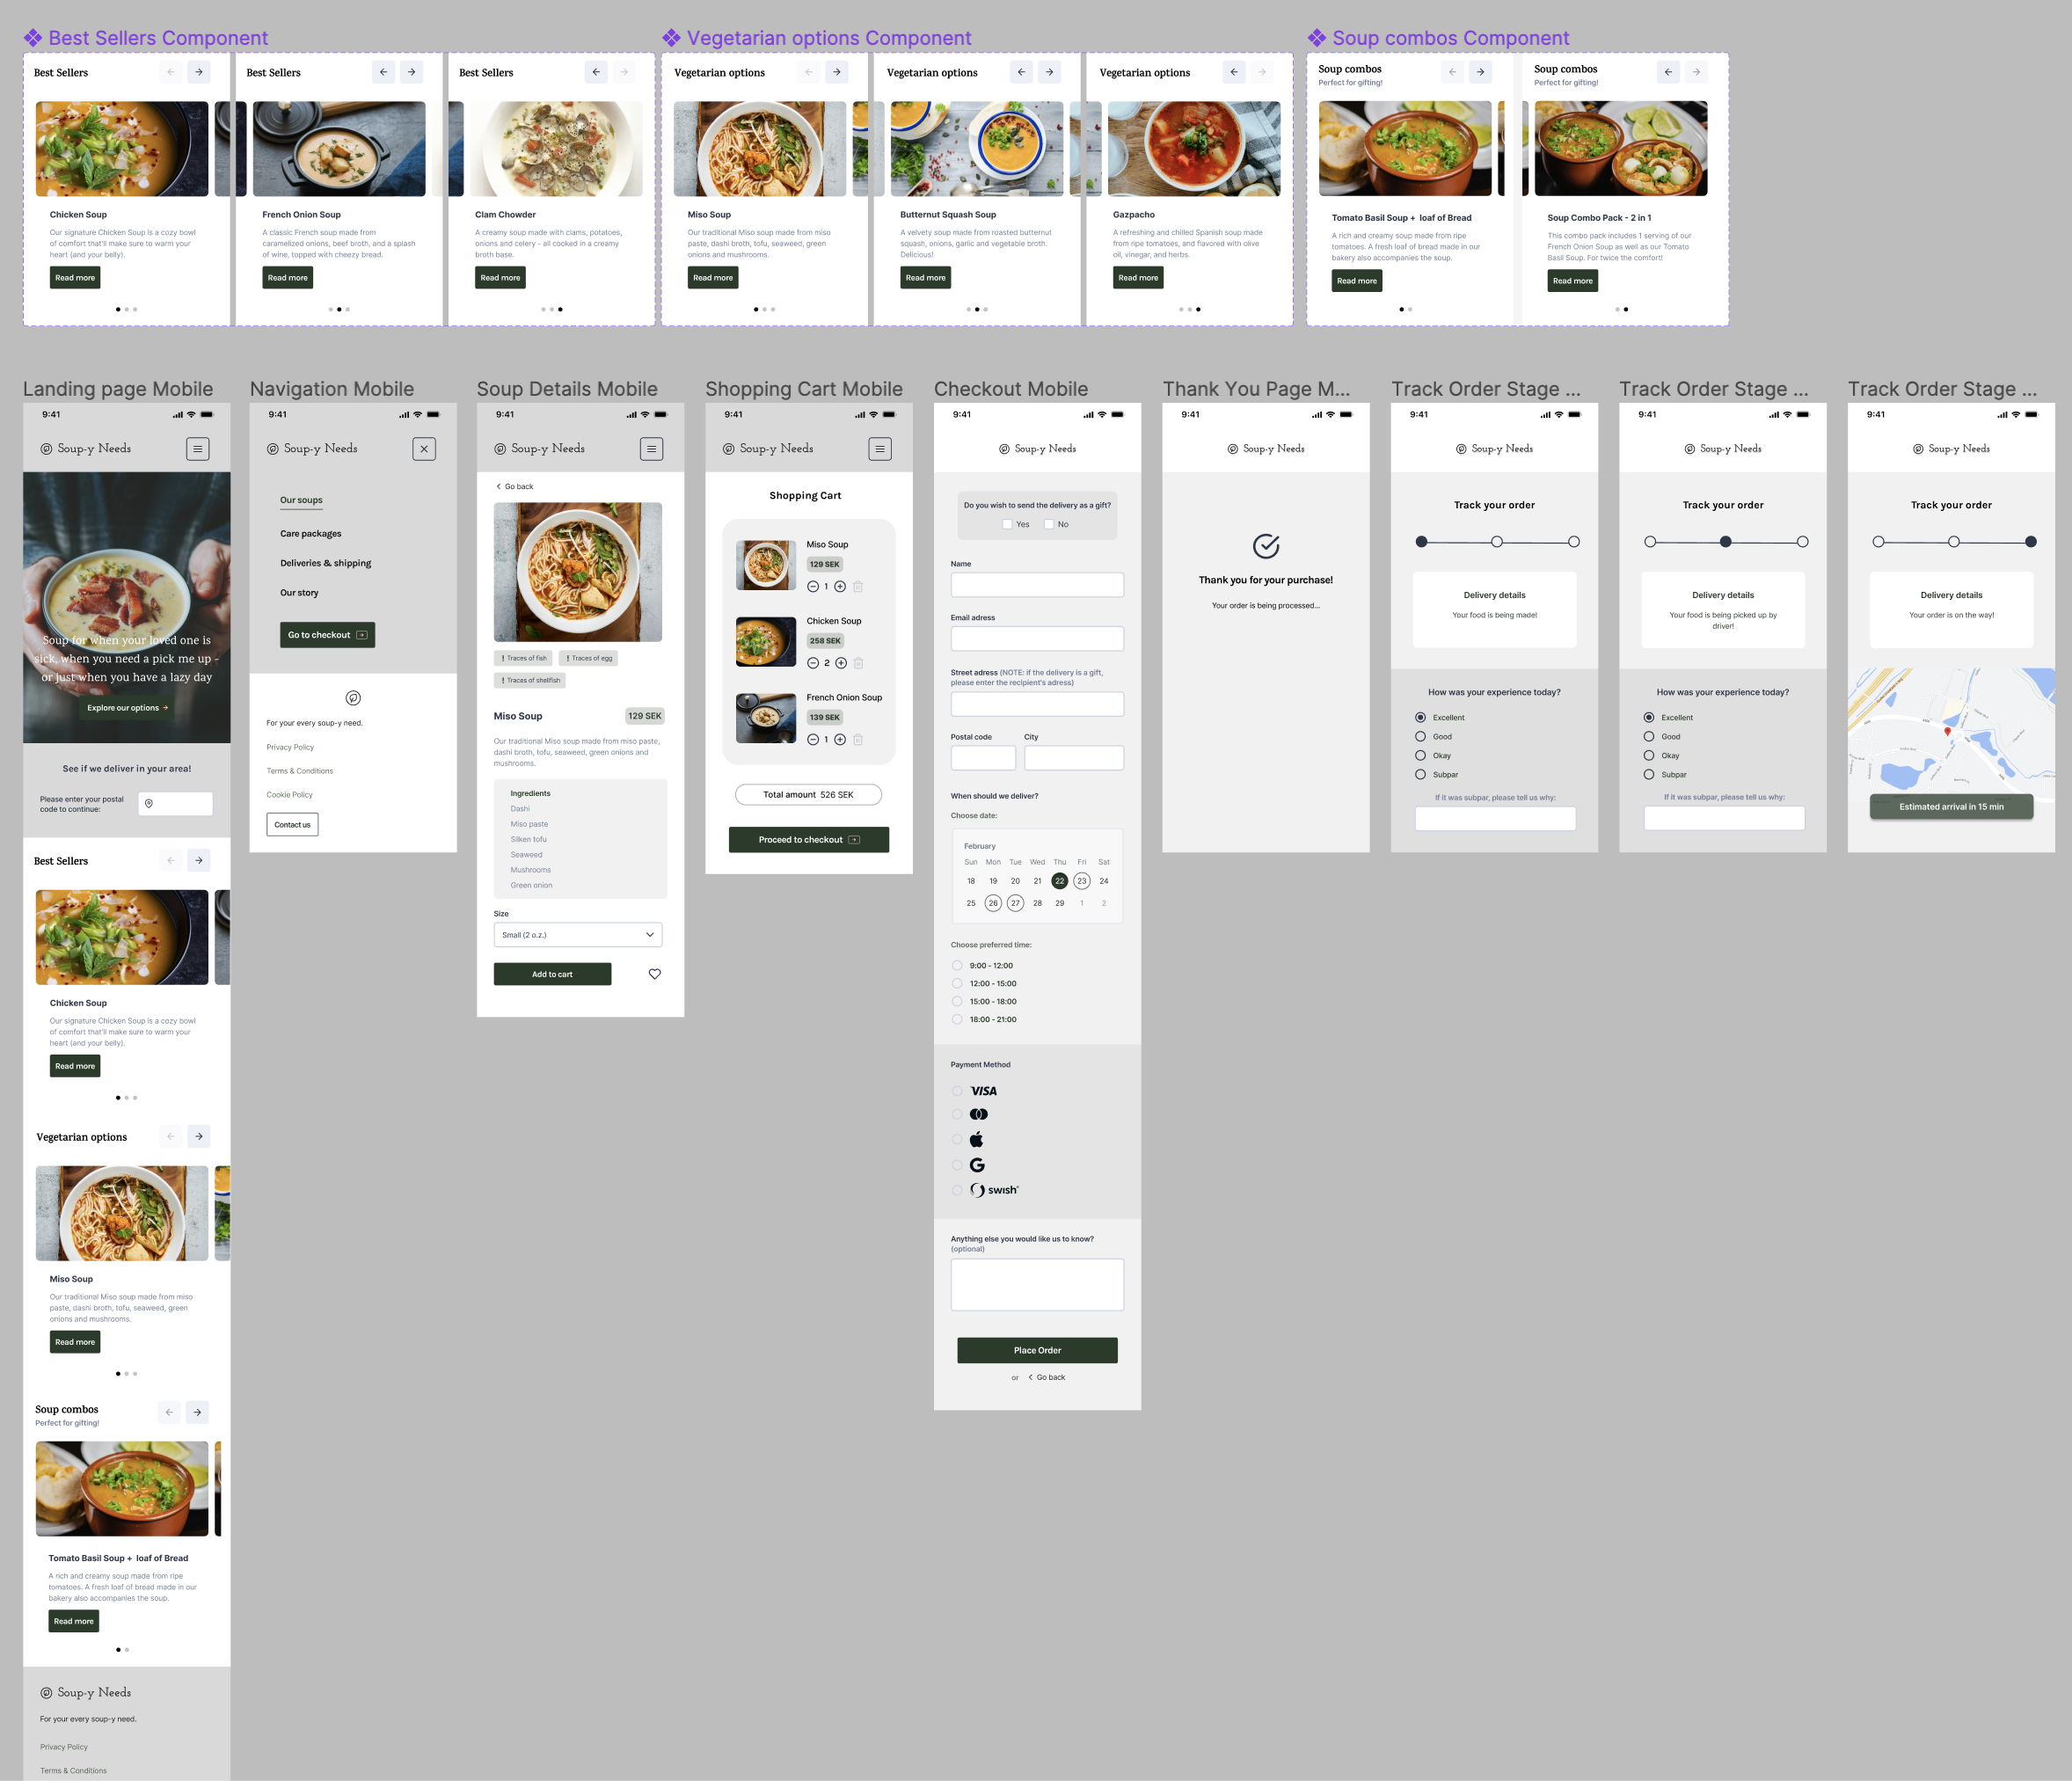 Best Sellers Component
Best Sellers
Chicken Soup
Our signature Chicken Soup is a cozy bowl
of comfort that'll make sure to warm your
heart (and your belly).
Read more
Best Sellers
French Onion Soup
A classic French soup made from
caramelized onions, beef broth, and a splash
of wine, topped with cheezy bread.
Read more
Best Sellers
Clam Chowder
A creamy soup made with clams, potatoes,
onions and celery - all cooked in a creamy
broth base.
Read more
Vegetarian options Component
Vegetarian options
Miso Soup
Our traditional Miso soup made from miso
paste, dashi broth, tofu, seaweed, green
onions and mushrooms.
Read more
Vegetarian options
Butternut Squash Soup
A velvety soup made from roasted butternut
squash, onions, garlic and vegetable broth.
Delicious!
Read more
Vegetarian options
Gazpacho
A refreshing and chilled Spanish soup made
from ripe tomatoes, and flavored with olive
oil, vinegar, and herbs.
Read more
Soup combos Component
Soup combos
Perfect for gifting!
Tomato Basil Soup + loaf of Bread
A rich and creamy soup made from ripe
tomatoes. A fresh loaf of bread made in our
bakery also accompanies the soup.
Read more
Soup combos
Perfect for gifting!
Soup Combo Pack - 2 in 1
This combo pack includes 1 serving of our
French Onion Soup as well as our Tomato
Basil Soup. For twice the comfort!
Read more
Landing page Mobile
9:41
Soup-y Needs
Soup for when your loved one is
sick, when you need a pick me up -
or just when you have a lazy day
Explore our options
See if we deliver in your area!
Please enter your postal
code to continue:
Best Sellers
Chicken Soup
Our signature Chicken Soup is a cozy bowl
of comfort that'll make sure to warm your
heart (and your belly).
Read more
Vegetarian options
Miso Soup
Our traditional Miso soup made from miso
paste, dashi broth, tofu, seaweed, green
onions and mushrooms.
Read more
Soup combos
Perfect for gifting!
Tomato Basil Soup + loaf of Bread
A rich and creamy soup made from ripe
tomatoes. A fresh loaf of bread made in our
bakery also accompanies the soup.
Read more
Soup-y Needs
For your every soup-y need.
Privacy Policy
Terms & Conditions
Navigation Mobile
9:41
Soup-y Needs
Our soups
Care packages
Deliveries & shipping
Our story
Go to checkout
For your every soup-y need.
Privacy Policy
Terms & Conditions
Cookie Policy
Contact us
Soup Details Mobile
9:41
Soup-y Needs
Go back
! Traces of fish
! Traces of egg
! Traces of shellfish
Miso Soup
129 SEK
Our traditional Miso soup made from miso paste,
dashi broth, tofu, seaweed, green onions and
mushrooms.
Ingredients
Dashi
Miso paste
Silken tofu
Seaweed
Mushrooms
Green onion
Size
Small (2 o.z.)
Add to cart
Shopping Cart Mobile
9:41
Soup-y Needs
Shopping Cart
Miso Soup
129 SEK
1
Chicken Soup
258 SEK
2
French Onion Soup
139 SEK
1
Total amount 526 SEK
Proceed to checkout
Checkout Mobile
9:41
Soup-y Needs
Do you wish to send the delivery as a gift?
Yes No
Name
Email adress
Street adress (NOTE: if the delivery is a gift,
please enter the recipient's adress)
Postal code City
When should we deliver?
Choose date:
February
Sun Mon Tue Wed Thu Fri Sat
18 19 20 21 22 23 24
25 26 27 28 29 1 2
Choose preferred time:
9:00 - 12:00
12:00 - 15:00
15:00 - 18:00
18:00 - 21:00
Payment Method
VISA
G
swish
Anything else you would like us to know?
(optional)
Place Order
or Go back
Thank You Page M...
9:41
Soup-y Needs
Thank you for your purchase!
Your order is being processed...
Track Order Stage ...
9:41
Soup-y Needs
Track your order
Delivery details
Your food is being made!
How was your experience today?
Excellent
Good
Okay
Subpar
If it was subpar, please tell us why:
Track Order Stage ...
9:41
Soup-y Needs
Track your order
Delivery details
Your food is being picked up by
driver!
How was your experience today?
Excellent
Good
Okay
Subpar
If it was subpar, please tell us why:
Track Order Stage ...
9:41
Soup-y Needs
Track your order
Delivery details
Your order is on the way!
Estimated arrival in 15 min